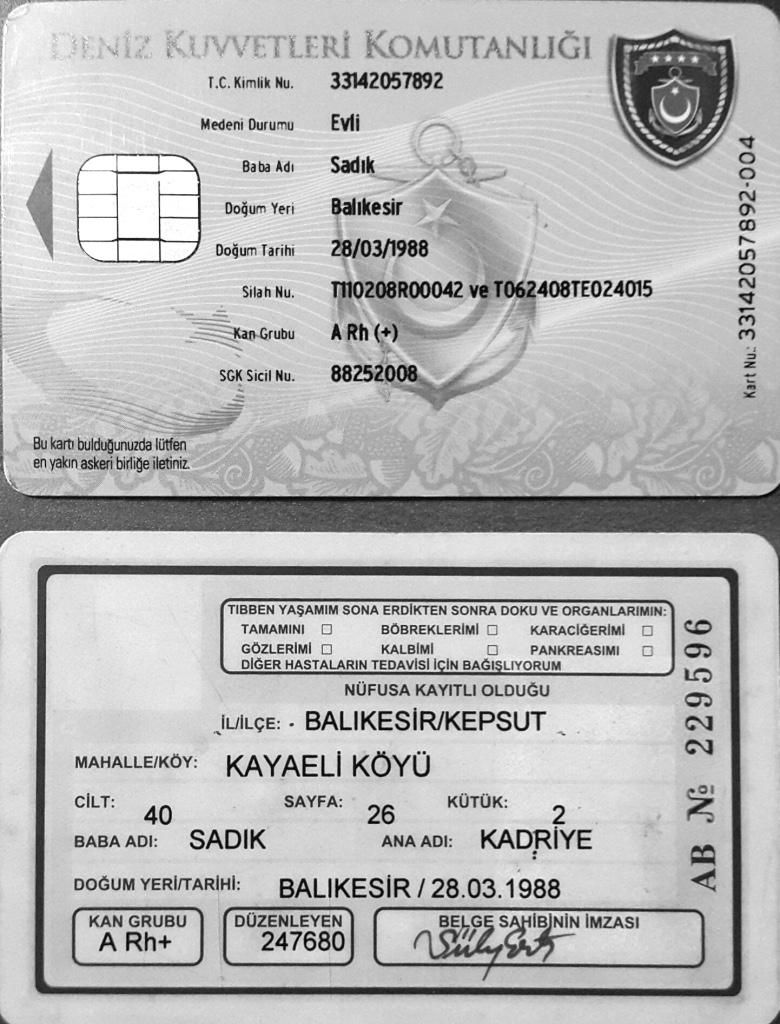 DENİZ KUVVETLERİ KOMUTANLIĞI
T.C. Kimlik Nu. 33142057892
Medeni Durumu Evli
Baba Adı Sadık
Doğum Yeri Balıkesir
Doğum Tarihi 28/03/1988
Silah Nu. T110208R00042 ve T062408TE024015
Kan Grubu A Rh (+)
SGK Sicil Nu. 88252008
Kart Nu.: 33142057892-004
Bu kartı bulduğunuzda lütfen
en yakın askeri birliğe iletiniz.
TIBBEN YAŞAMIM SONA ERDİKTEN SONRA DOKU VE ORGANLARIMIN:
TAMAMINI □ BÖBREKLERİMİ □ KARACİĞERİMİ □
GÖZLERİMİ □ KALBİMİ □ PANKREASIMI □
DİĞER HASTALARIN TEDAVİSİ İÇİN BAĞIŞLIYORUM
NÜFUSA KAYITLI OLDUĞU
İL/İLÇE: BALIKESİR/KEPSUT
MAHALLE/KÖY: KAYAELİ KÖYÜ
CİLT: 40 SAYFA: 26 KÜTÜK: 2
BABA ADI: SADIK ANA ADI: KADRİYE
DOĞUM YERİ/TARİHİ: BALIKESİR / 28.03.1988
KAN GRUBU DÜZENLEYEN BELGE SAHİBİNİN İMZASI
A Rh+ 247680
AB № 229596